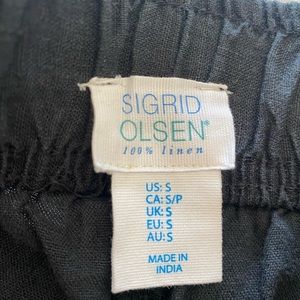 SIGRID
OLSEN®
100% linen
US: S
CA: S/P
UK: S
EU: S
AU: S
MADE IN
INDIA